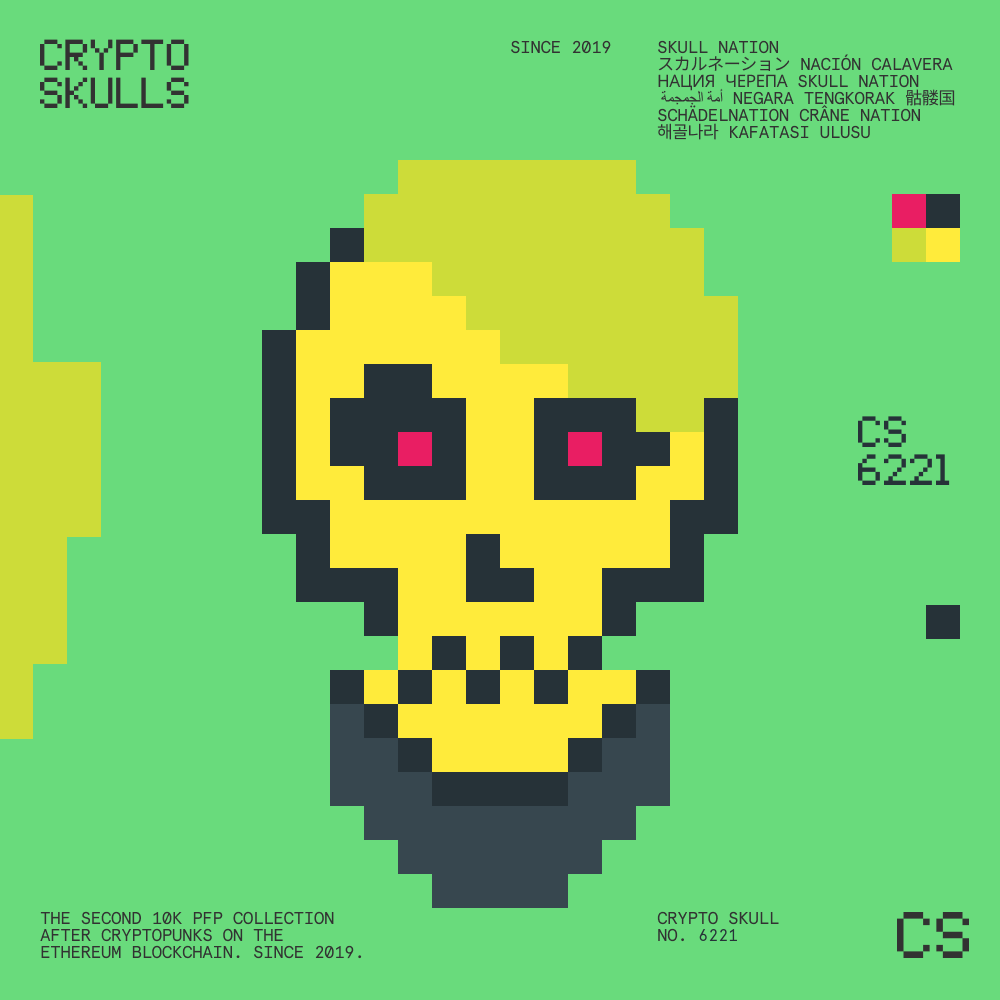 CRYPTO
SKULLS
SINCE 2019
SKULL NATION
スカルネーション NACIÓN CALAVERA
НАЦИЯ ЧЕРЕПА SKULL NATION
أمة الجمجمة NEGARA TENGKORAK 骷髅国
SCHÄDELNATION CRÂNE NATION
해골나라 KAFATASI ULUSU
CS
6221
THE SECOND 10K PFP COLLECTION
AFTER CRYPTOPUNKS ON THE
ETHEREUM BLOCKCHAIN. SINCE 2019.
CRYPTO SKULL
NO. 6221
CS